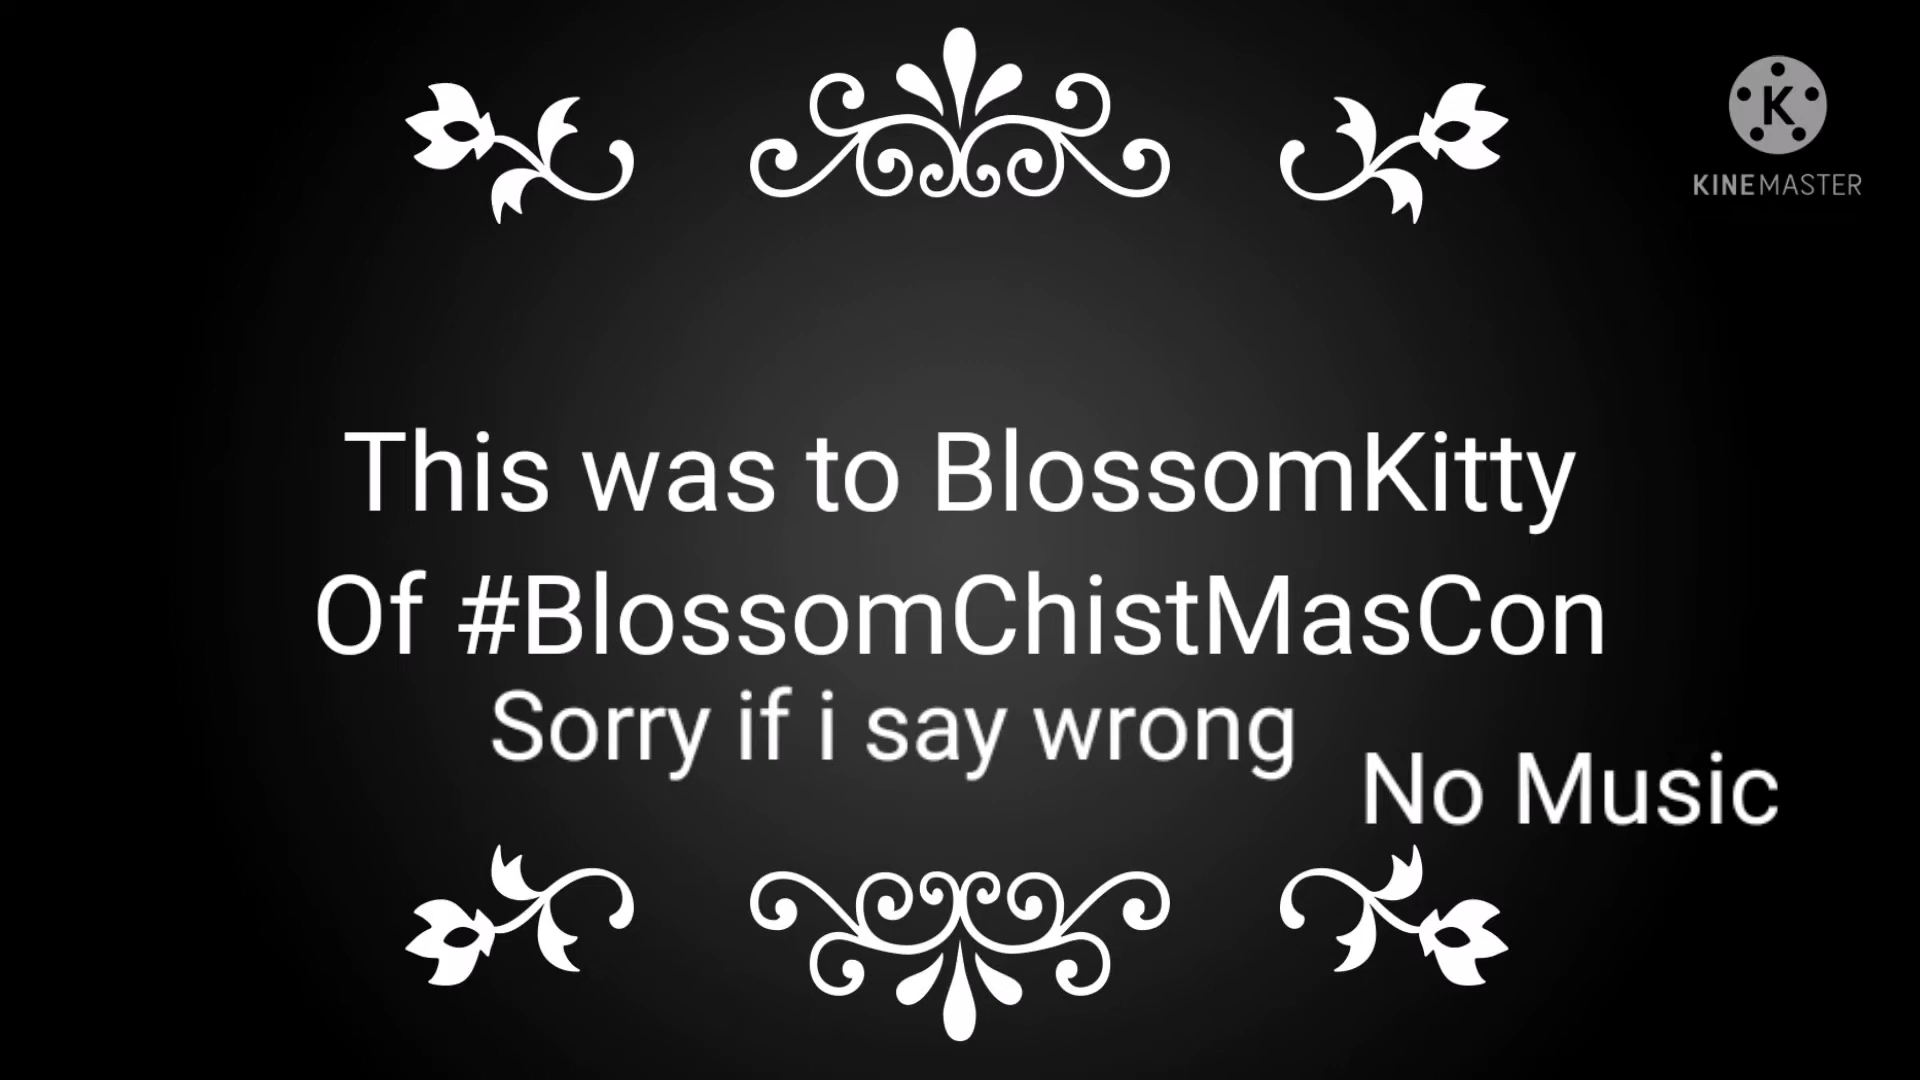 K
KINEMASTER
This was to BlossomKitty
Of #BlossomChistMasCon
Sorry if i say wrong
No Music